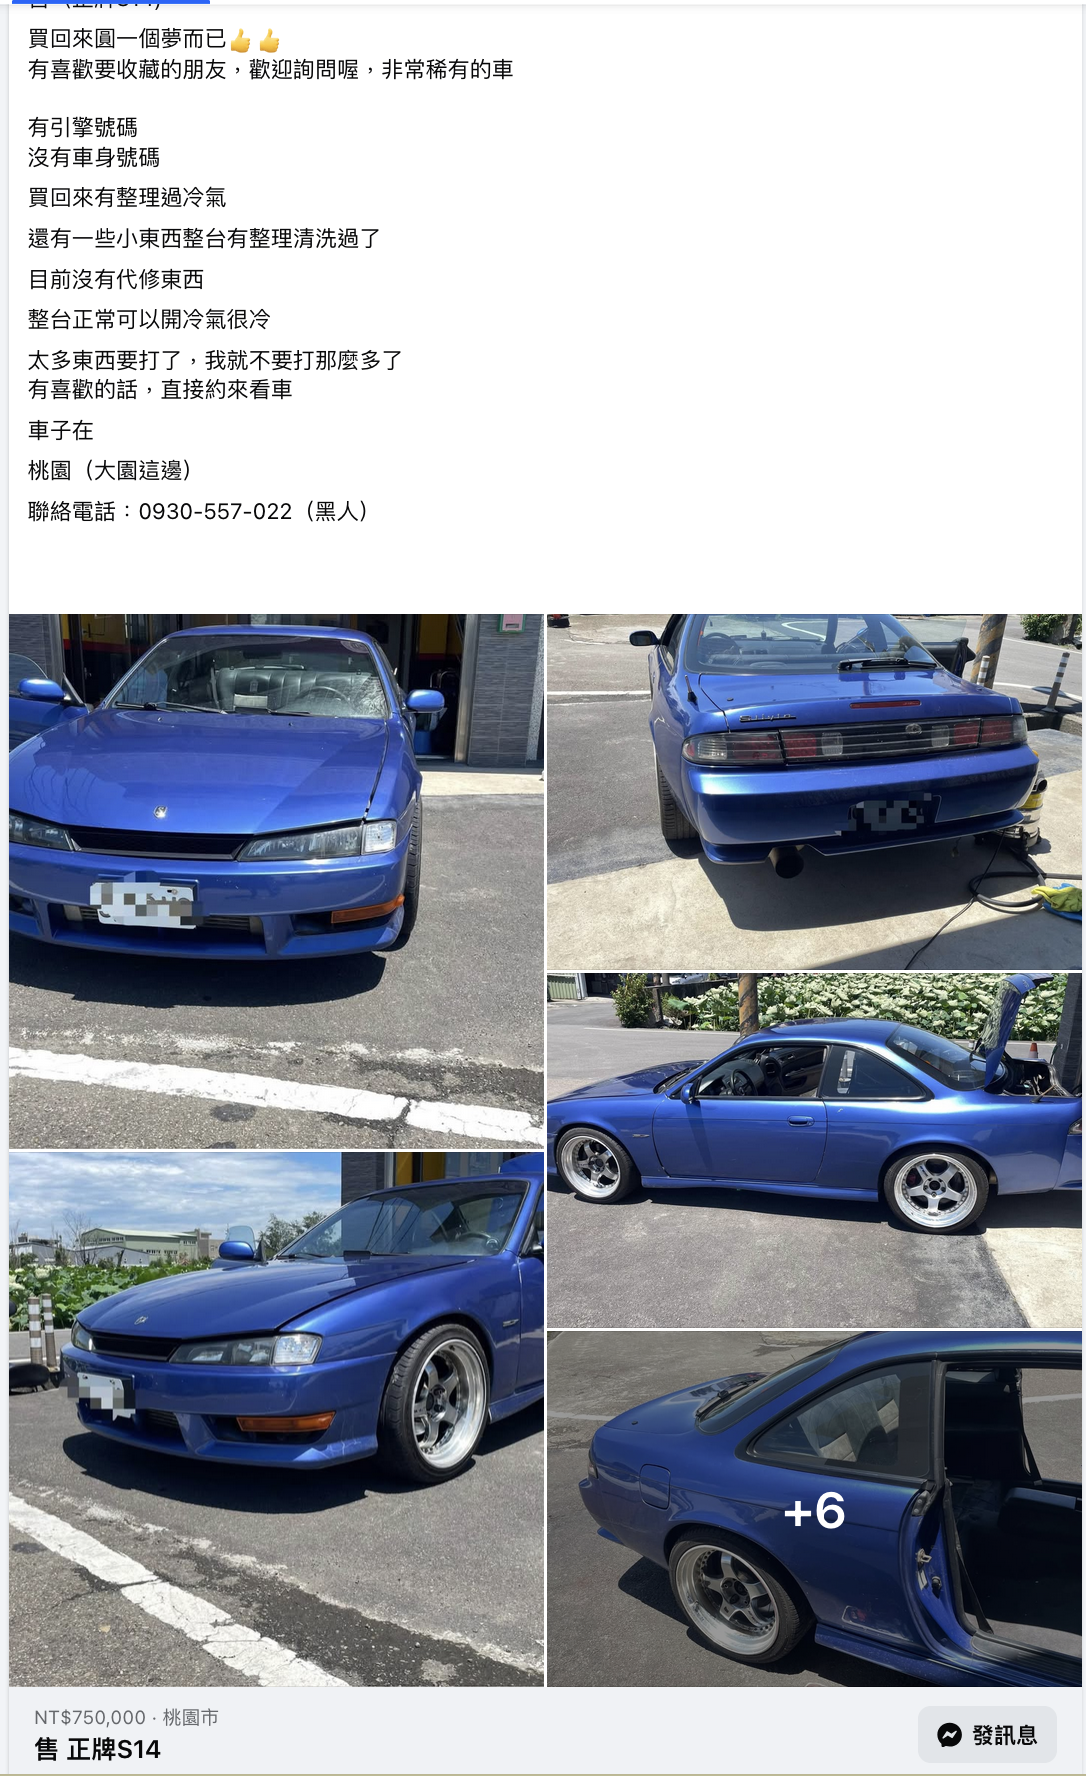 售（正牌S14）
買回來圓一個夢而已👍👍
有喜歡要收藏的朋友，歡迎詢問喔，非常稀有的車
有引擎號碼
沒有車身號碼
買回來有整理過冷氣
還有一些小東西整台有整理清洗過了
目前沒有代修東西
整台正常可以開冷氣很冷
太多東西要打了，我就不要打那麼多了
有喜歡的話，直接約來看車
車子在
桃園（大園這邊）
聯絡電話：0930-557-022（黑人）
Silvia
+6
NT$750,000 · 桃園市
售 正牌S14
發訊息